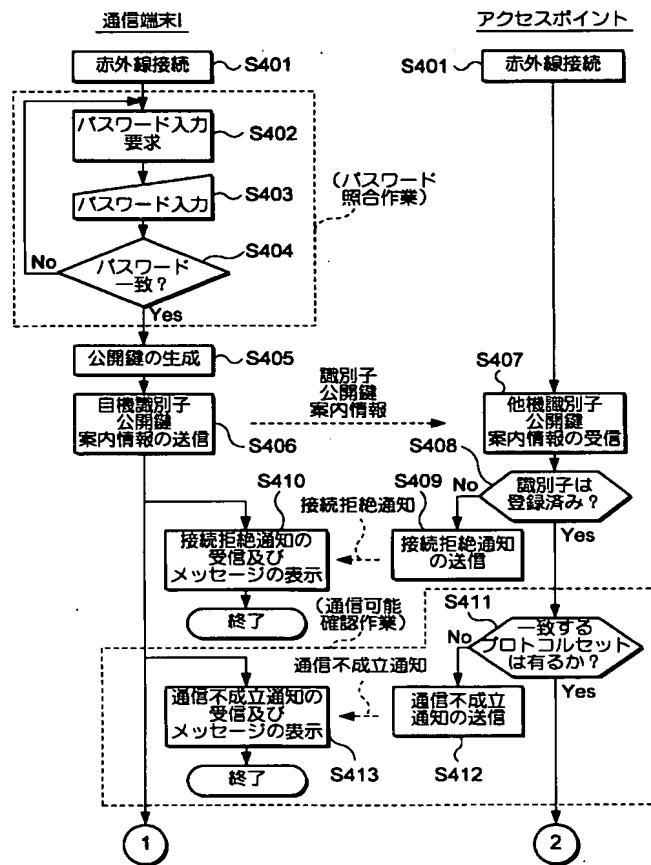 通信端末1
アクセスポイント
赤外線接続
S401
S401
赤外線接続
パスワード入力
要求
S402
パスワード入力
S403
(パスワード
照合作業)
パスワード
一致?
S404
No
Yes
公開鍵の生成
S405
自機識別子
公開鍵
案内情報の送信
S406
識別子
公開鍵
案内情報
S407
他機識別子
公開鍵
案内情報の受信
S408
識別子は
登録済み?
No
Yes
S409
接続拒絶通知
の送信
接続拒絶通知
S410
接続拒絶通知の
受信及び
メッセージの表示
終了
(通信可能
確認作業)
S411
一致する
プロトコルセット
は有るか?
No
Yes
通信不成立通知
通信不成立
通知の送信
S412
通信不成立通知の
受信及び
メッセージの表示
S413
終了
1
2